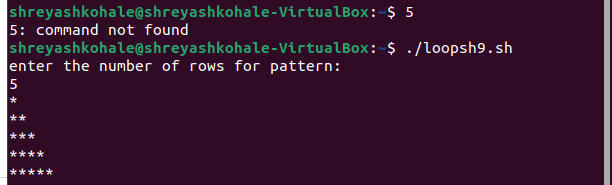 shreyashkohale@shreyashkohale-VirtualBox:~$ 5
5: command not found
shreyashkohale@shreyashkohale-VirtualBox:~$ ./loopsh9.sh
enter the number of rows for pattern:
5
*
**
***
****
*****